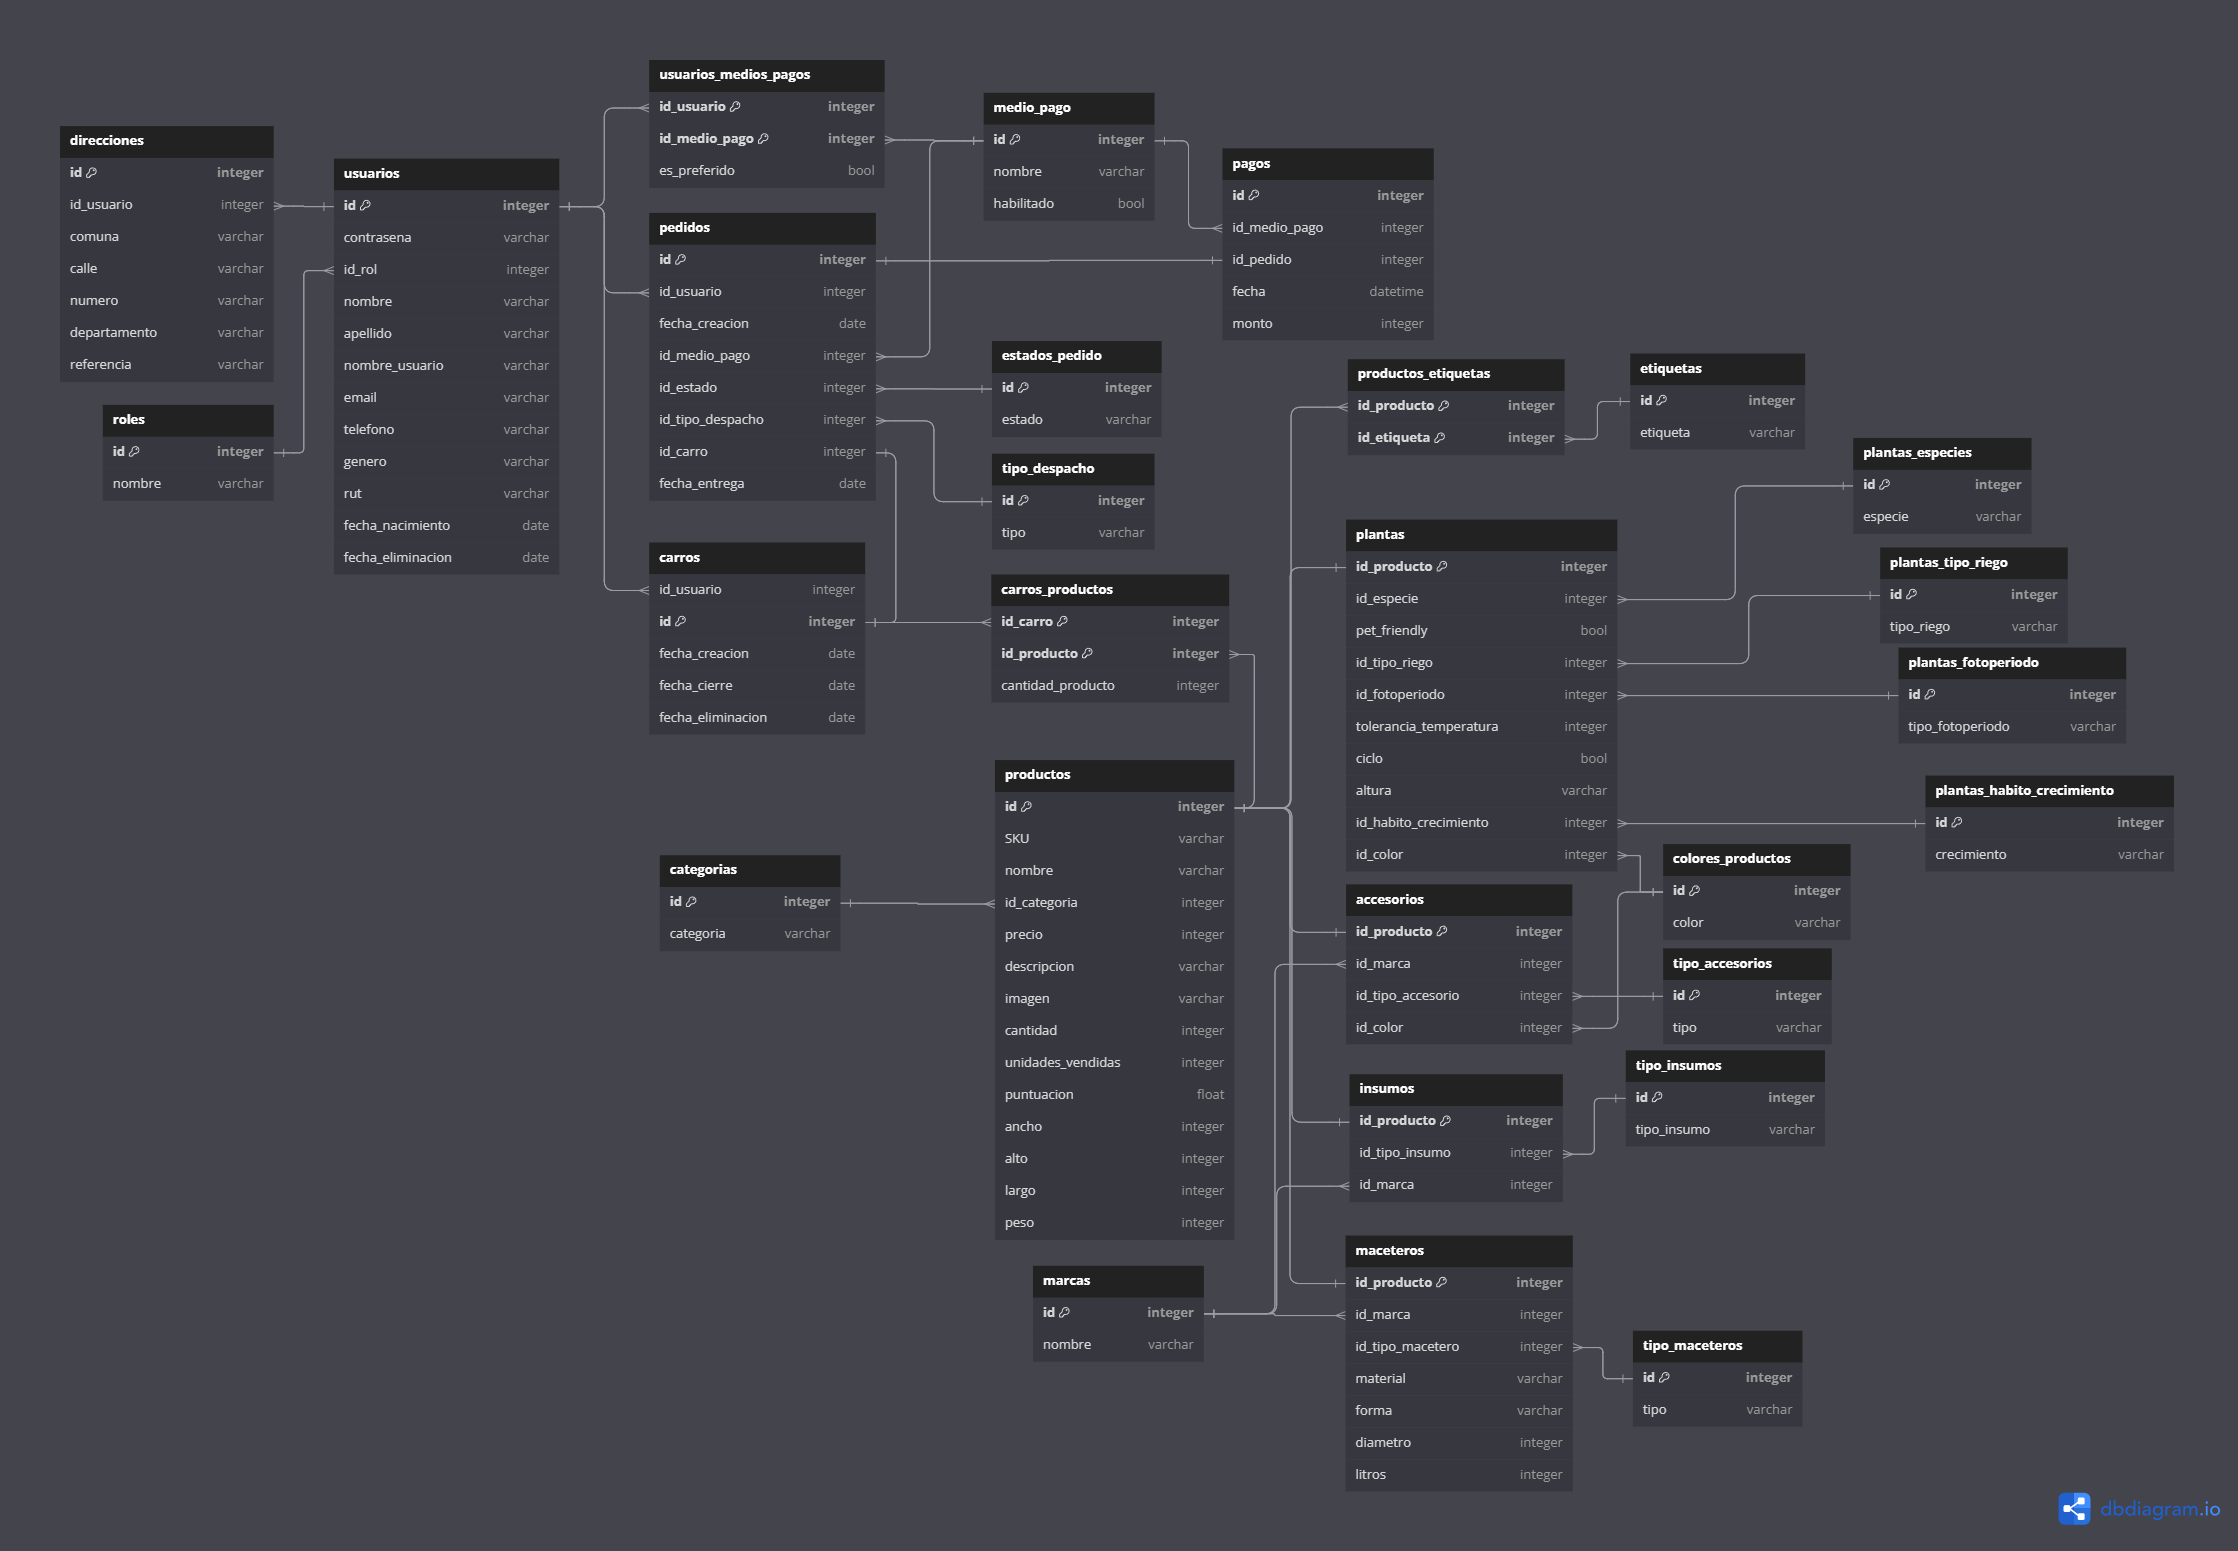 usuarios_medios_pagos
id_usuario integer
id_medio_pago integer
es_preferido bool
medio_pago
id integer
nombre varchar
habilitado bool
direcciones
id integer
id_usuario integer
comuna varchar
calle varchar
numero varchar
departamento varchar
referencia varchar
usuarios
id integer
contrasena varchar
id_rol integer
nombre varchar
apellido varchar
nombre_usuario varchar
email varchar
telefono varchar
genero varchar
rut varchar
fecha_nacimiento date
fecha_eliminacion date
pagos
id integer
id_medio_pago integer
id_pedido integer
fecha datetime
monto integer
pedidos
id integer
id_usuario integer
fecha_creacion date
id_medio_pago integer
id_estado integer
id_tipo_despacho integer
id_carro integer
fecha_entrega date
estados_pedido
id integer
estado varchar
productos_etiquetas
id_producto integer
id_etiqueta integer
etiquetas
id integer
etiqueta varchar
roles
id integer
nombre varchar
tipo_despacho
id integer
tipo varchar
plantas_especies
id integer
especie varchar
plantas
id_producto integer
id_especie integer
pet_friendly bool
id_tipo_riego integer
id_fotoperiodo integer
tolerancia_temperatura integer
ciclo bool
altura varchar
id_habito_crecimiento integer
id_color integer
plantas_tipo_riego
id integer
tipo_riego varchar
carros
id_usuario integer
id integer
fecha_creacion date
fecha_cierre date
fecha_eliminacion date
carros_productos
id_carro integer
id_producto integer
cantidad_producto integer
plantas_fotoperiodo
id integer
tipo_fotoperiodo varchar
productos
id integer
SKU varchar
nombre varchar
id_categoria integer
precio integer
descripcion varchar
imagen varchar
cantidad integer
unidades_vendidas integer
puntuacion float
ancho integer
alto integer
largo integer
peso integer
plantas_habito_crecimiento
id integer
crecimiento varchar
categorias
id integer
categoria varchar
colores_productos
id integer
color varchar
accesorios
id_producto integer
id_marca integer
id_tipo_accesorio integer
id_color integer
tipo_accesorios
id integer
tipo varchar
tipo_insumos
id integer
tipo_insumo varchar
insumos
id_producto integer
id_tipo_insumo integer
id_marca integer
maceteros
id_producto integer
id_marca integer
id_tipo_macetero integer
material varchar
forma varchar
diametro integer
litros integer
marcas
id integer
nombre varchar
tipo_maceteros
id integer
tipo varchar
dbdiagram.io